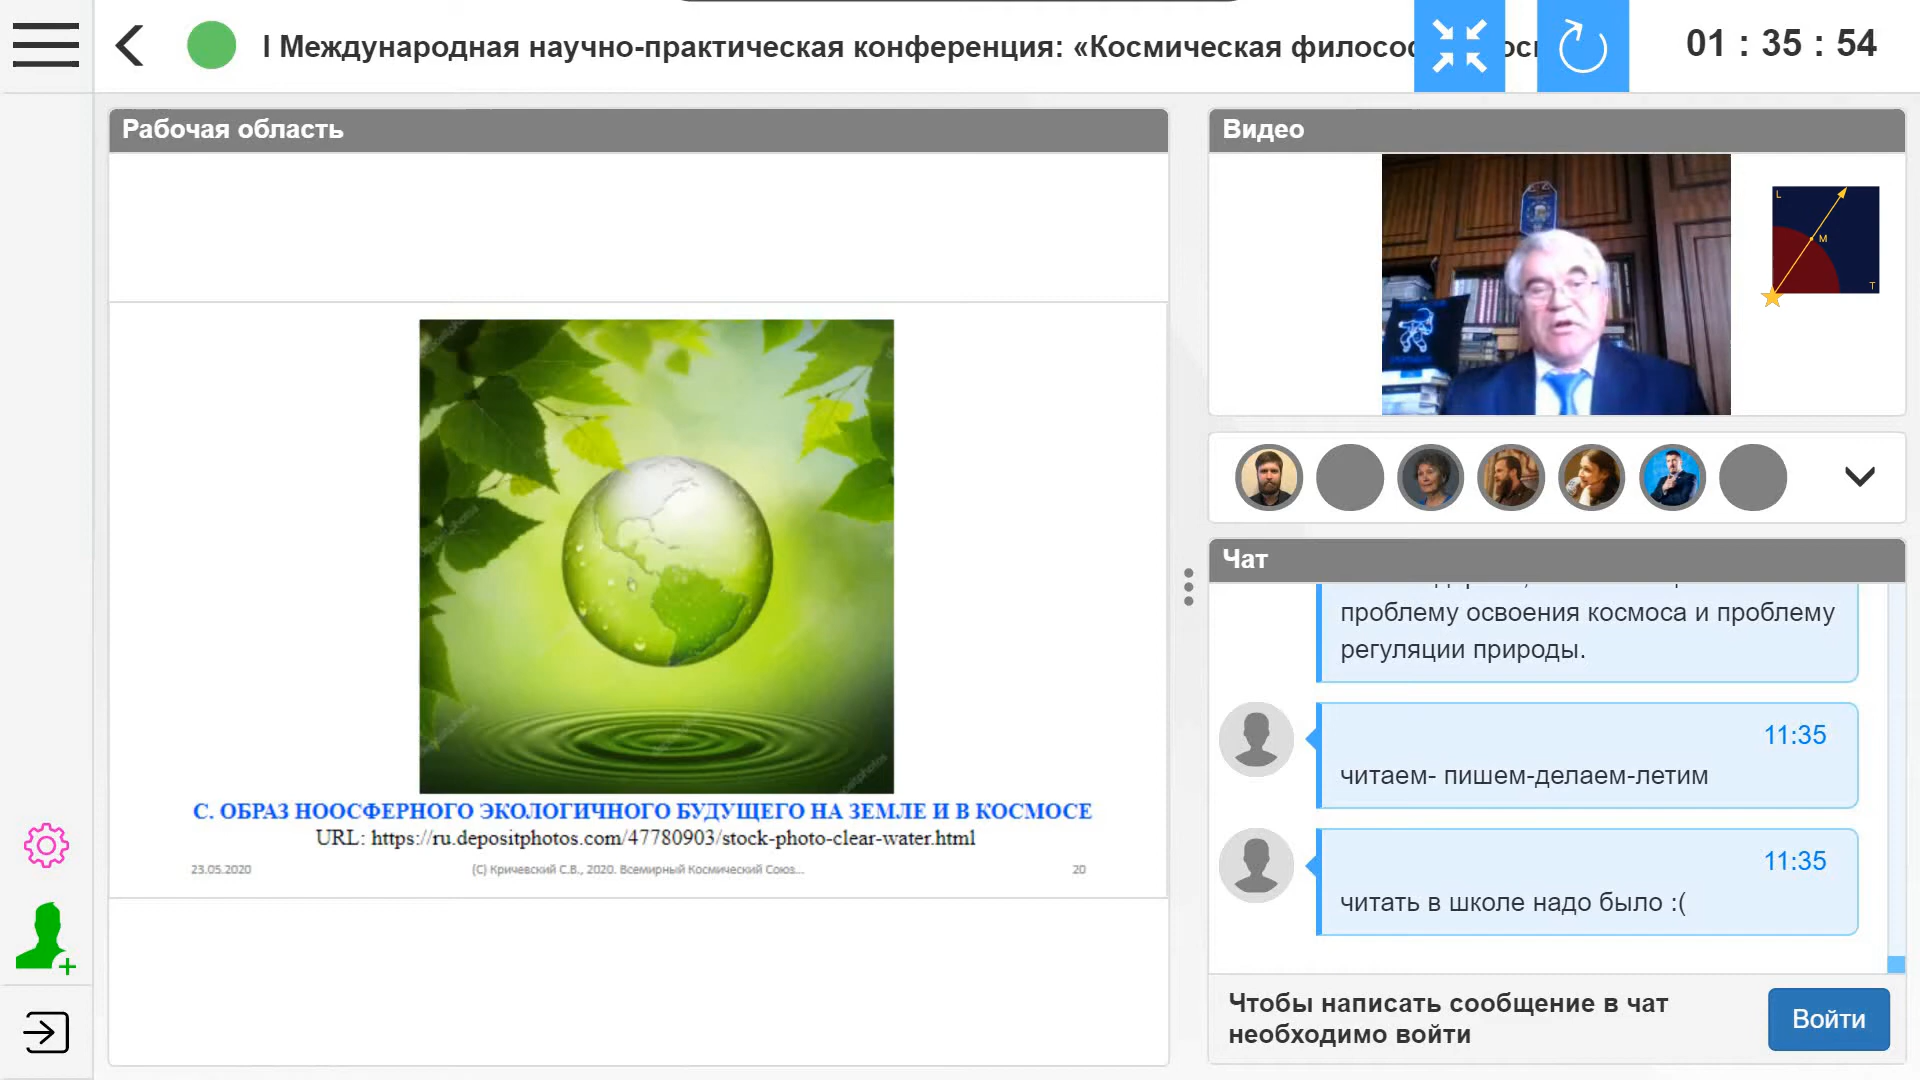 I Международная научно-практическая конференция: «Космическая филосо
01 : 35 : 54
Рабочая область
Видео
L
M
T
С. ОБРАЗ НООСФЕРНОГО ЭКОЛОГИЧНОГО БУДУЩЕГО НА ЗЕМЛЕ И В КОСМОСЕ
URL: https://ru.depositphotos.com/47780903/stock-photo-clear-water.html
23.05.2020
(С) Кричевский С.В., 2020. Всемирный Космический Союз...
20
Чат
проблему освоения космоса и проблему
регуляции природы.
11:35
читаем- пишем-делаем-летим
11:35
читать в школе надо было :(
Чтобы написать сообщение в чат
необходимо войти
Войти